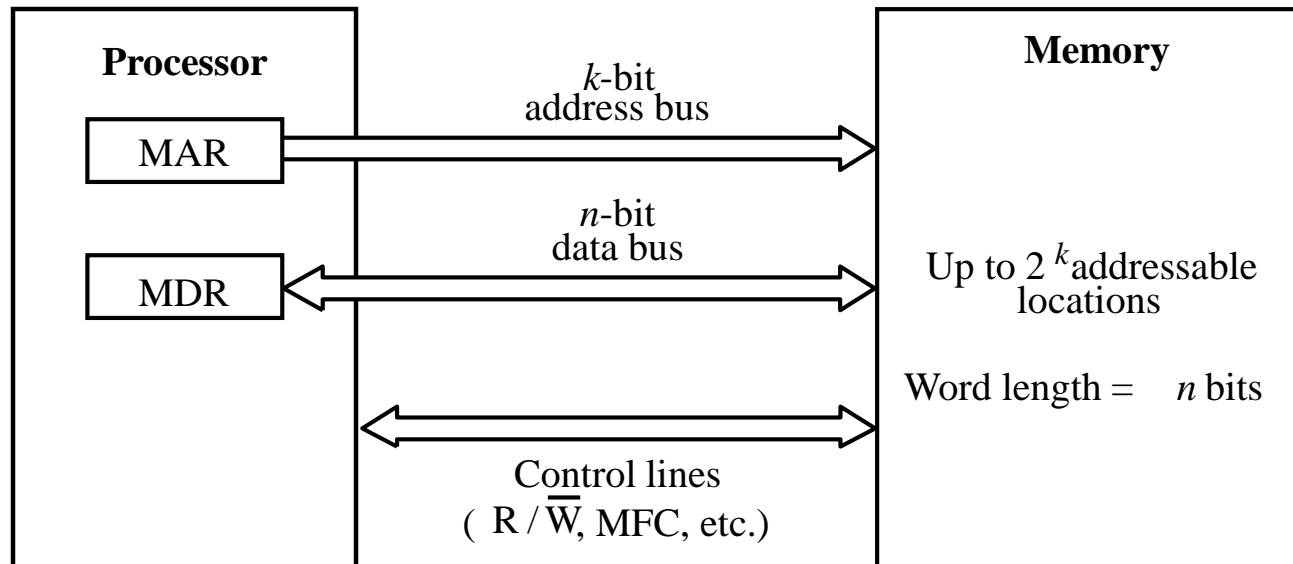 Processor
Memory
k-bit
address bus
MAR
n-bit
data bus
MDR
Up to 2 k addressable
locations
Word length = n bits
Control lines
( R / W̅, MFC, etc.)